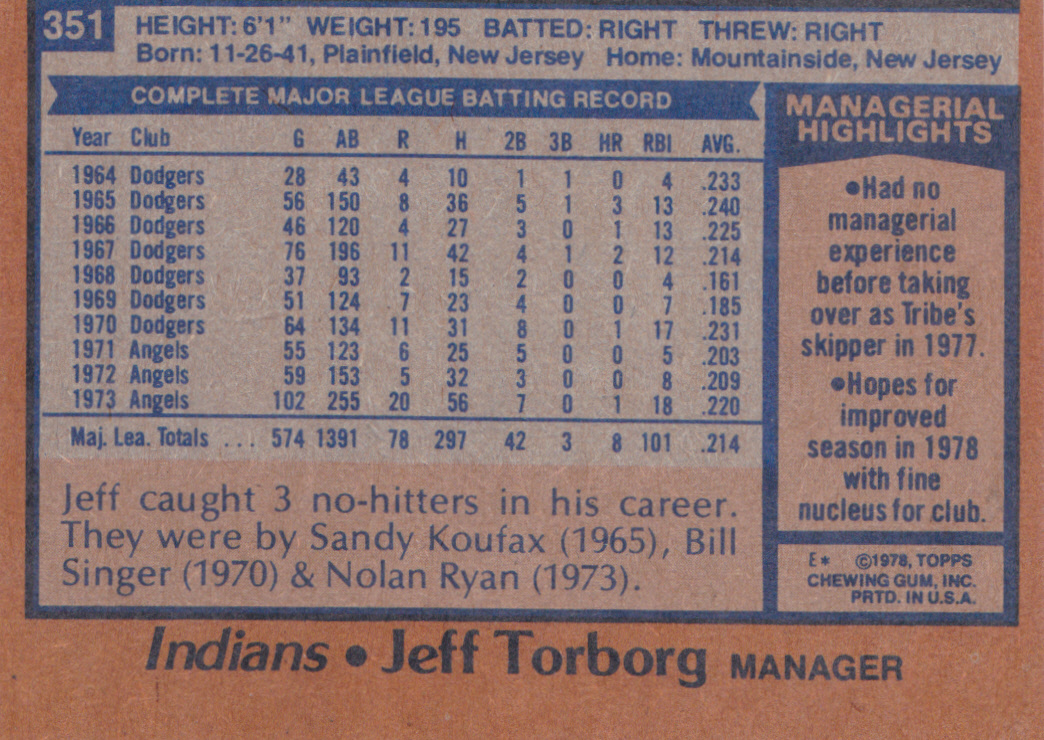 351
HEIGHT: 6'1" WEIGHT: 195 BATTED: RIGHT THREW: RIGHT
Born: 11-26-41, Plainfield, New Jersey Home: Mountainside, New Jersey
COMPLETE MAJOR LEAGUE BATTING RECORD
Year Club G AB R H 2B 3B HR RBI AVG.
1964 Dodgers 28 43 4 10 1 1 0 4 .233
1965 Dodgers 56 150 8 36 5 1 3 13 .240
1966 Dodgers 46 120 4 27 3 0 1 13 .225
1967 Dodgers 76 196 11 42 4 1 2 12 .214
1968 Dodgers 37 93 2 15 2 0 0 4 .161
1969 Dodgers 51 124 7 23 4 0 0 7 .185
1970 Dodgers 64 134 11 31 8 0 1 17 .231
1971 Angels 55 123 6 25 5 0 0 5 .203
1972 Angels 59 153 5 32 3 0 0 8 .209
1973 Angels 102 255 20 56 7 0 1 18 .220
Maj. Lea. Totals ... 574 1391 78 297 42 3 8 101 .214
Jeff caught 3 no-hitters in his career.
They were by Sandy Koufax (1965), Bill
Singer (1970) & Nolan Ryan (1973).
MANAGERIAL
HIGHLIGHTS
•Had no
managerial
experience
before taking
over as Tribe's
skipper in 1977.
•Hopes for
improved
season in 1978
with fine
nucleus for club.
E* ©1978, TOPPS
CHEWING GUM, INC.
PRTD. IN U.S.A.
Indians • Jeff Torborg MANAGER